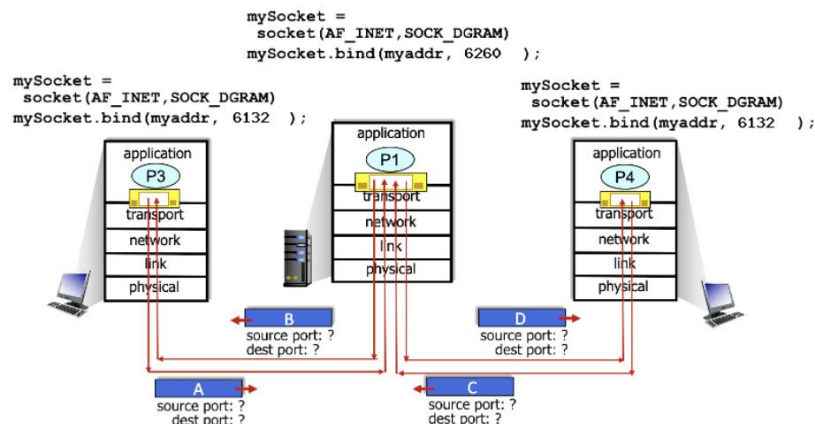 mySocket =
socket(AF_INET,SOCK_DGRAM)
mySocket.bind(myaddr, 6260 );
mySocket =
socket(AF_INET,SOCK_DGRAM)
mySocket.bind(myaddr, 6132 );
mySocket =
socket(AF_INET,SOCK_DGRAM)
mySocket.bind(myaddr, 6132 );
application
P3
transport
network
link
physical
application
P1
transport
network
link
physical
application
P4
transport
network
link
physical
B
source port: ?
dest port: ?
D
source port: ?
dest port: ?
A
source port: ?
dest port: ?
C
source port: ?
dest port: ?